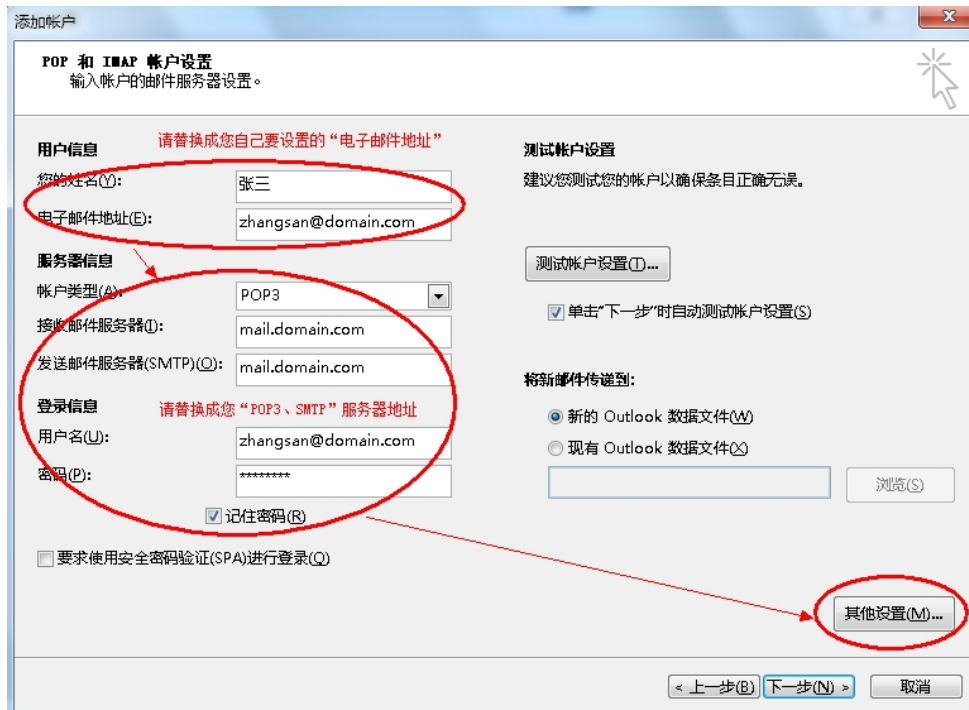 添加帐户
POP 和 IMAP 帐户设置
输入帐户的邮件服务器设置。
用户信息
请替换成您自己要设置的“电子邮件地址”
您的姓名(Y):
张三
电子邮件地址(E):
zhangsan@domain.com
服务器信息
帐户类型(A):
POP3
接收邮件服务器(I):
mail.domain.com
发送邮件服务器(SMTP)(O):
mail.domain.com
登录信息
请替换成您“POP3、SMTP”服务器地址
用户名(U):
zhangsan@domain.com
密码(P):
********
记住密码(R)
要求使用安全密码验证(SPA)进行登录(Q)
测试帐户设置
建议您测试您的帐户以确保条目正确无误。
测试帐户设置(T)...
单击“下一步”时自动测试帐户设置(S)
将新邮件传递到:
新的 Outlook 数据文件(W)
现有 Outlook 数据文件(X)
浏览(S)
其他设置(M)...
< 上一步(B)
下一步(N) >
取消